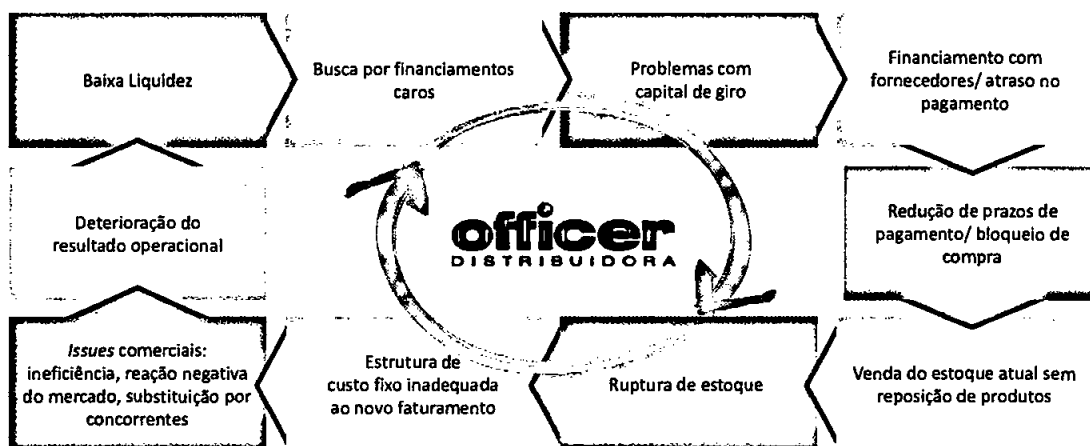 Baixa Liquidez
Busca por financiamentos
caros
Problemas com
capital de giro
Financiamento com
fornecedores/ atraso no
pagamento
Redução de prazos de
pagamento/ bloqueio de
compra
Venda do estoque atual sem
reposição de produtos
Ruptura de estoque
Estrutura de
custo fixo inadequada
ao novo faturamento
Issues comerciais:
ineficiência, reação negativa
do mercado, substituição por
concorrentes
Deterioração do
resultado operacional
officer
DISTRIBUIDORA